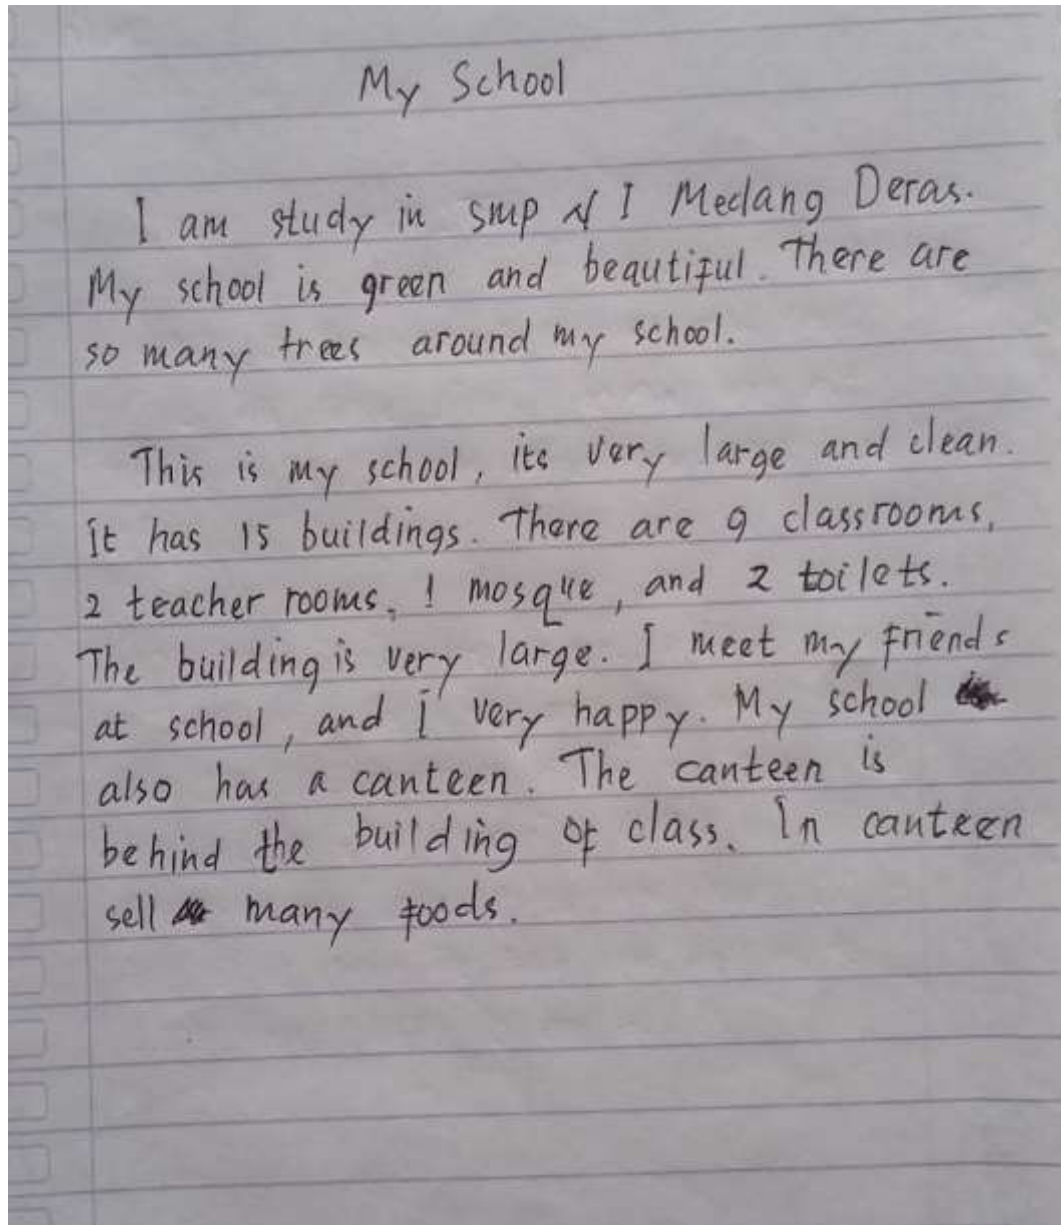 My School
I am study in smp N I Medang Deras.
My school is green and beautiful. There are
so many trees around my school.
This is my school, its very large and clean.
it has 15 buildings. There are 9 classrooms,
2 teacher rooms, 1 mosque, and 2 toilets.
The building is very large. I meet my friends
at school, and i very happy. My school
also has a canteen. The canteen is
behind the building of class. In canteen
sell many foods.